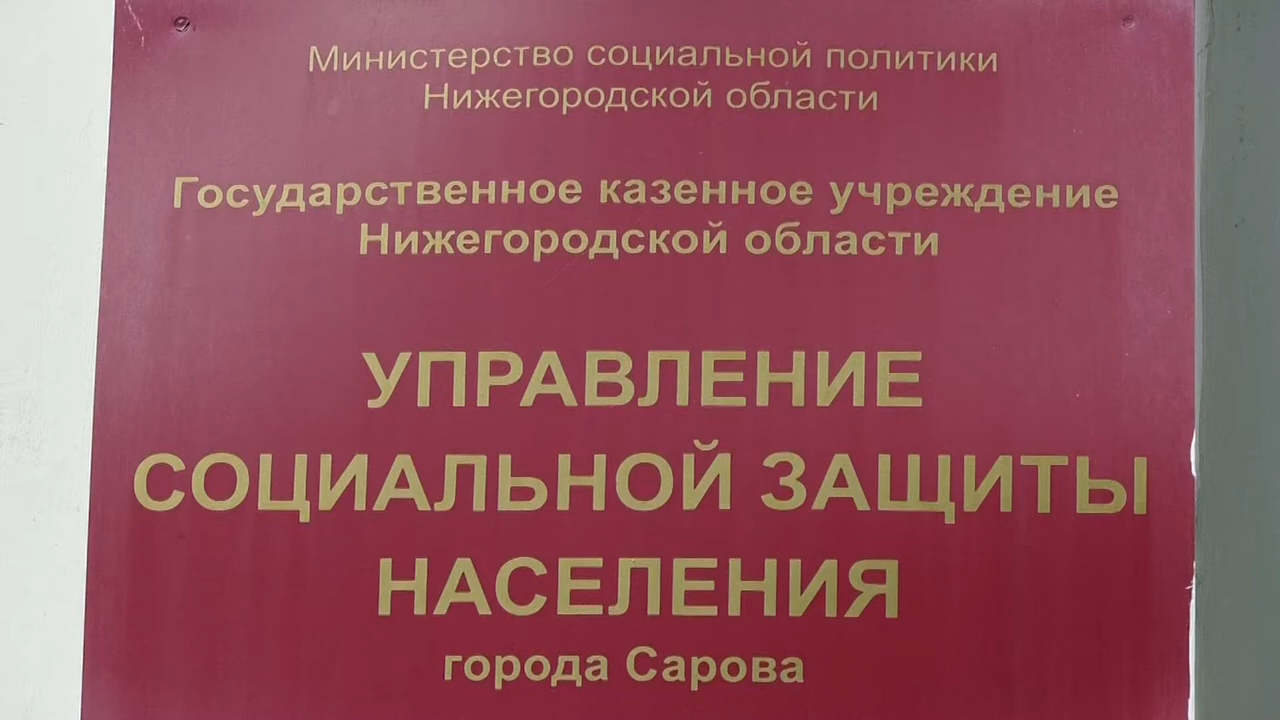 Министерство социальной политики
Нижегородской области
Государственное казенное учреждение
Нижегородской области
УПРАВЛЕНИЕ
СОЦИАЛЬНОЙ ЗАЩИТЫ
НАСЕЛЕНИЯ
города Сарова